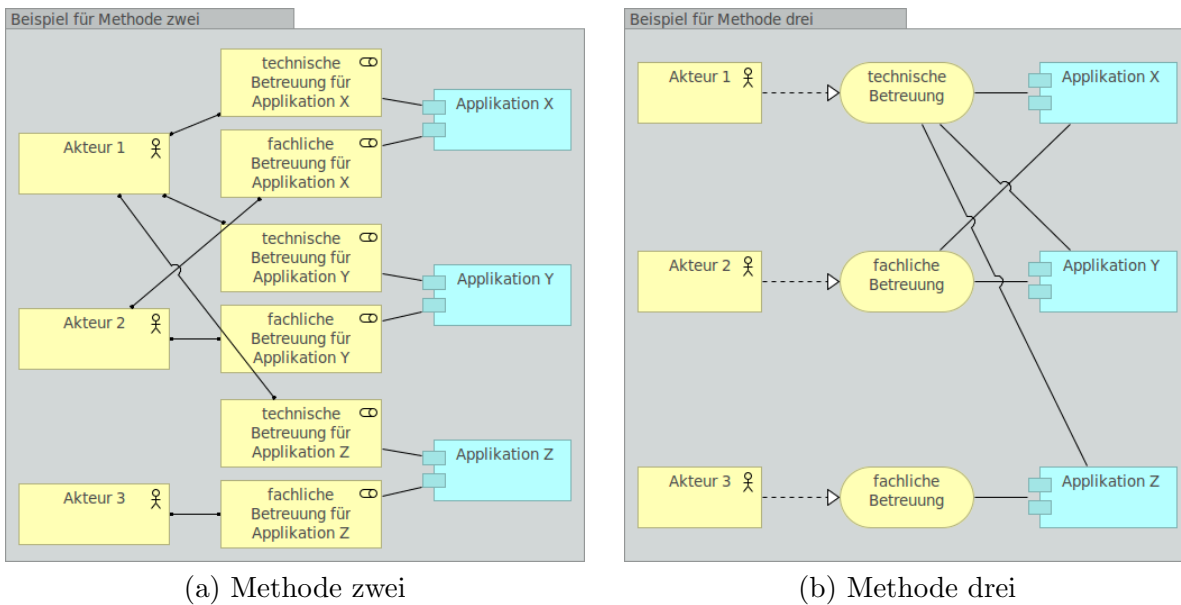 Beispiel für Methode zwei
technische
Betreuung für
Applikation X
Applikation X
Akteur 1
fachliche
Betreuung für
Applikation X
technische
Betreuung für
Applikation Y
Applikation Y
Akteur 2
fachliche
Betreuung für
Applikation Y
technische
Betreuung für
Applikation Z
Applikation Z
Akteur 3
fachliche
Betreuung für
Applikation Z
(a) Methode zwei
Beispiel für Methode drei
Akteur 1
technische
Betreuung
Applikation X
Akteur 2
fachliche
Betreuung
Applikation Y
Akteur 3
fachliche
Betreuung
Applikation Z
(b) Methode drei